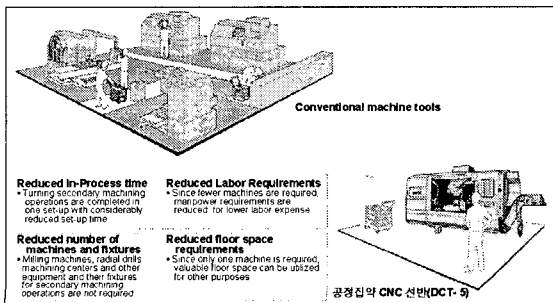 Conventional machine tools
Reduced In-Process time
• Turning secondary machining
operations are completed in
one set-up with considerably
reduced set-up time
Reduced Labor Requirements
• Since fewer machines are required,
manpower requirements are
reduced for lower labor expense
Reduced number of
machines and fixtures
• Milling machines, radial drills
machining centers and other
equipment and their fixtures
for secondary machining
operations are not required
Reduced floor space
requirements
• Since only one machine is required,
valuable floor space can be utilized
for other purposes
공정집약 CNC 선반(DCT- 5)